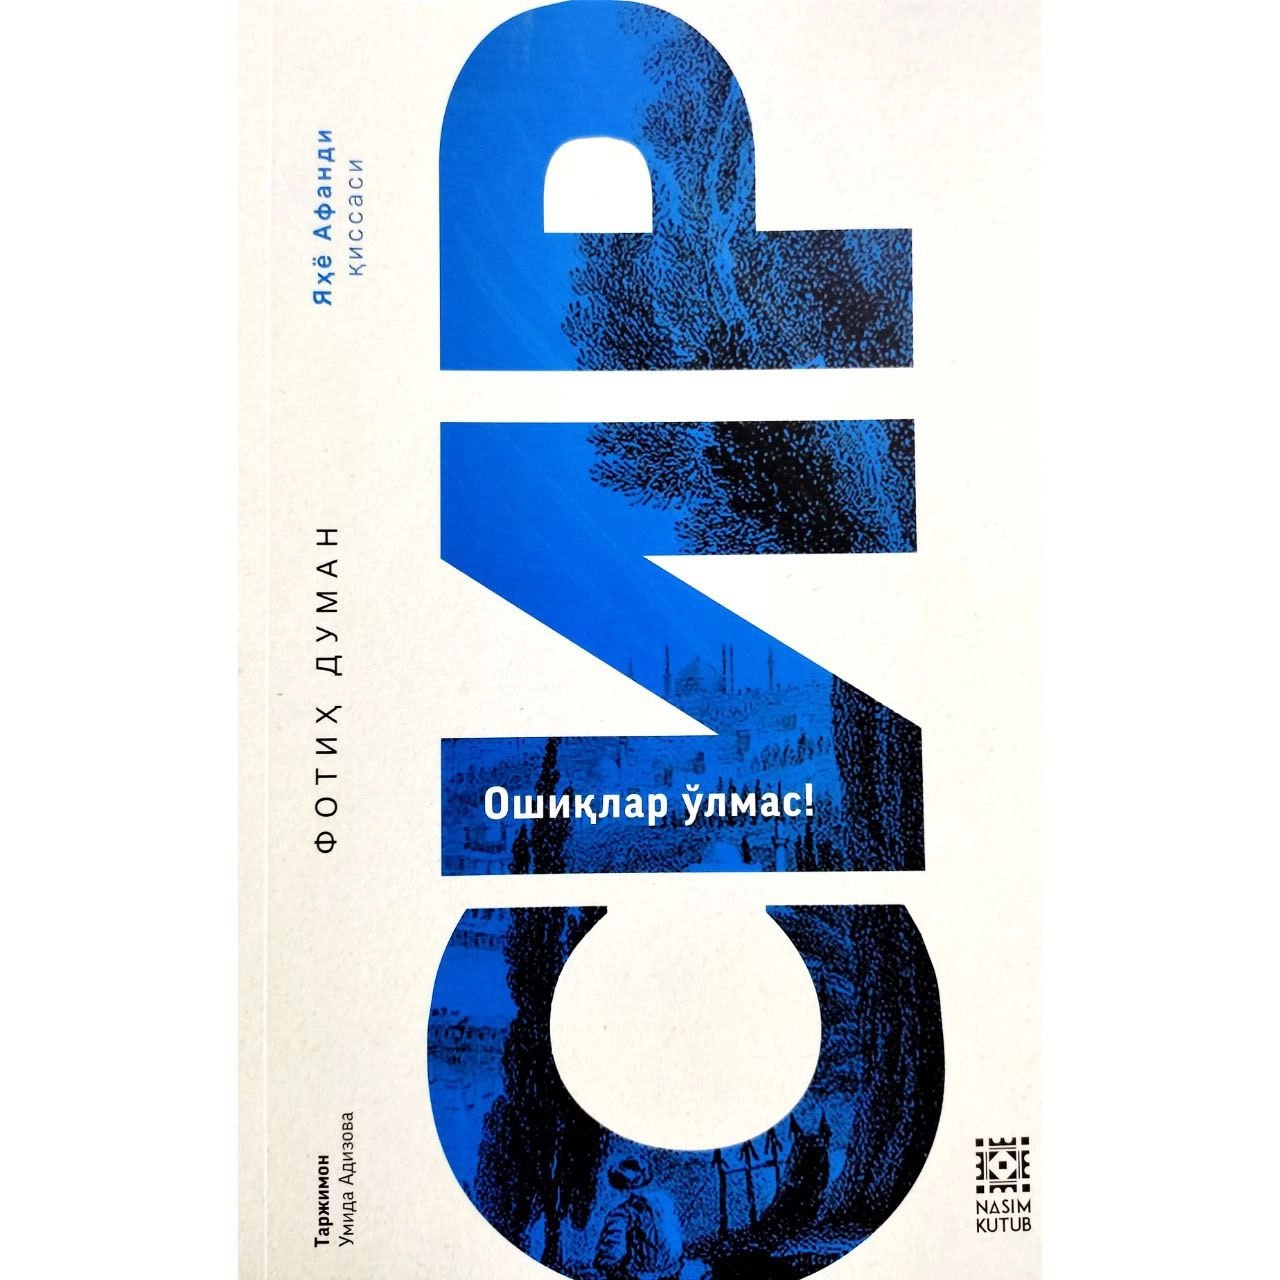 ФОТИҲ ДУМАН
Яҳё Афанди
қиссаси
СИР
Ошиқлар ўлмас!
Таржимон
Умида Адизова
NASIM
KUTUB